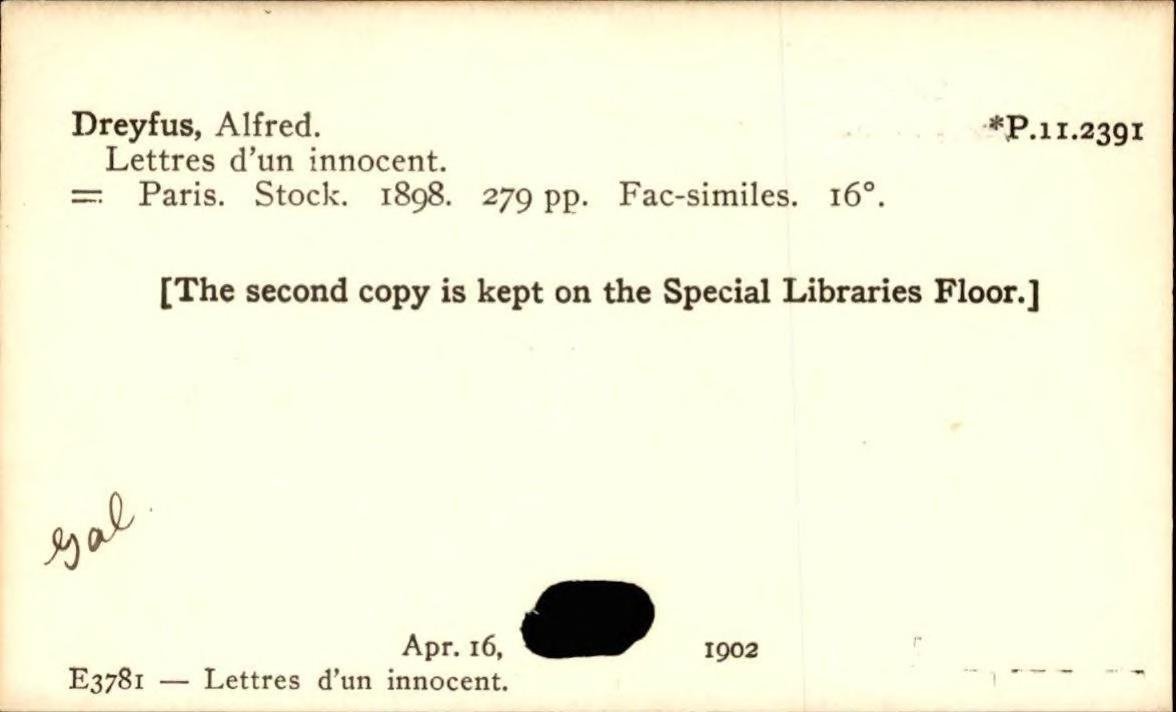 Dreyfus, Alfred. *P.11.2391
Lettres d'un innocent.
= Paris. Stock. 1898. 279 pp. Fac-similes. 16°.
[The second copy is kept on the Special Libraries Floor.]
Gal
Apr. 16, 1902
E3781 — Lettres d'un innocent.